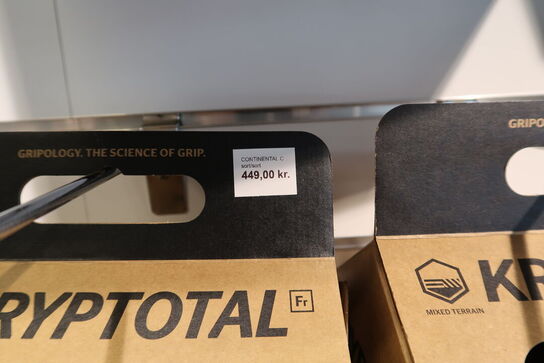 GRIPOLOGY. THE SCIENCE OF GRIP.
CONTINENTAL C
sort/sort
449,00 kr.
RYPTOTAL Fr
GRIPO
KR
MIXED TERRAIN